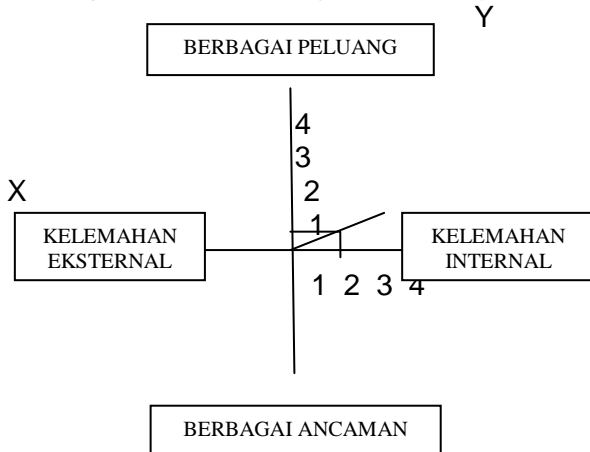 Y
BERBAGAI PELUANG
4
3
2
1
X
KELEMAHAN
EKSTERNAL
KELEMAHAN
INTERNAL
1 2 3 4
BERBAGAI ANCAMAN